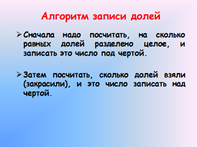 Алгоритм записи долей
Сначала надо посчитать, на сколько
равных долей разделено целое, и
записать это число под чертой.
Затем посчитать, сколько долей взяли
(закрасили), и это число записать над
чертой.